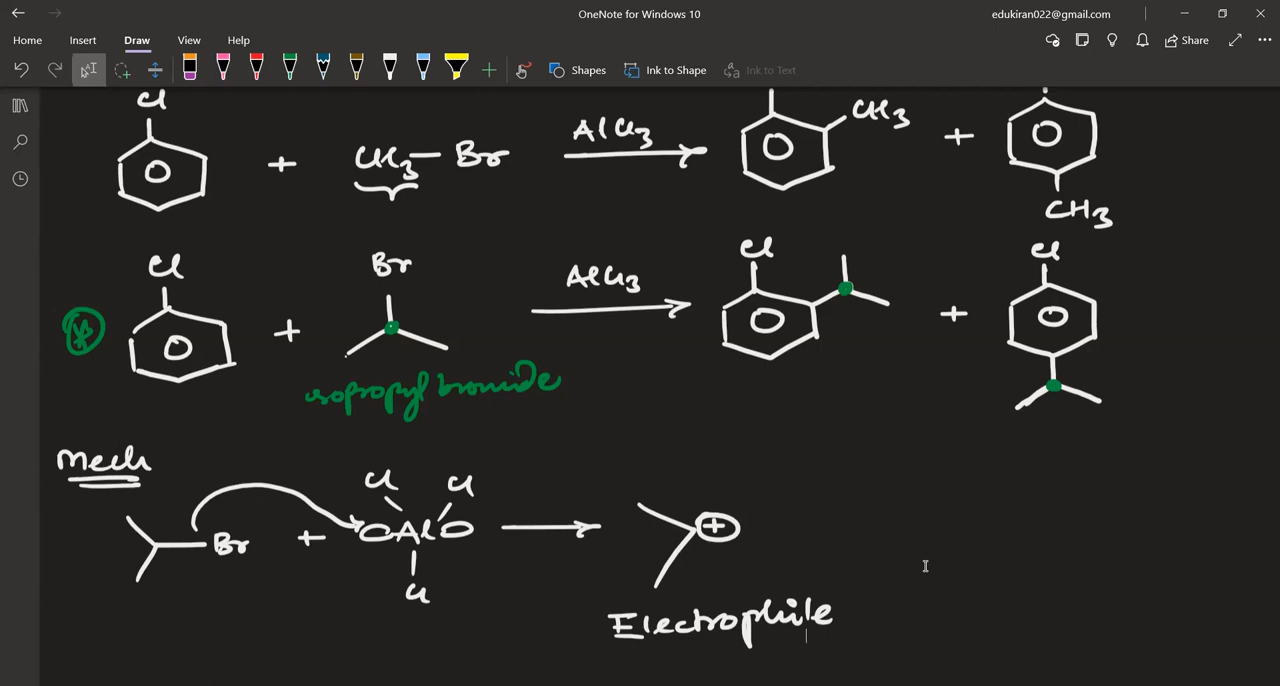 OneNote for Windows 10
edukiran022@gmail.com
Home Insert Draw View Help
Share
Shapes Ink to Shape Ink to Text
Cl
+ CH3 - Br AlCl3 CH3 + CH3
Cl + Br AlCl3 Cl + Cl
isopropyl bromide
Mech
Br + Cl Cl Al Cl +
Electrophile